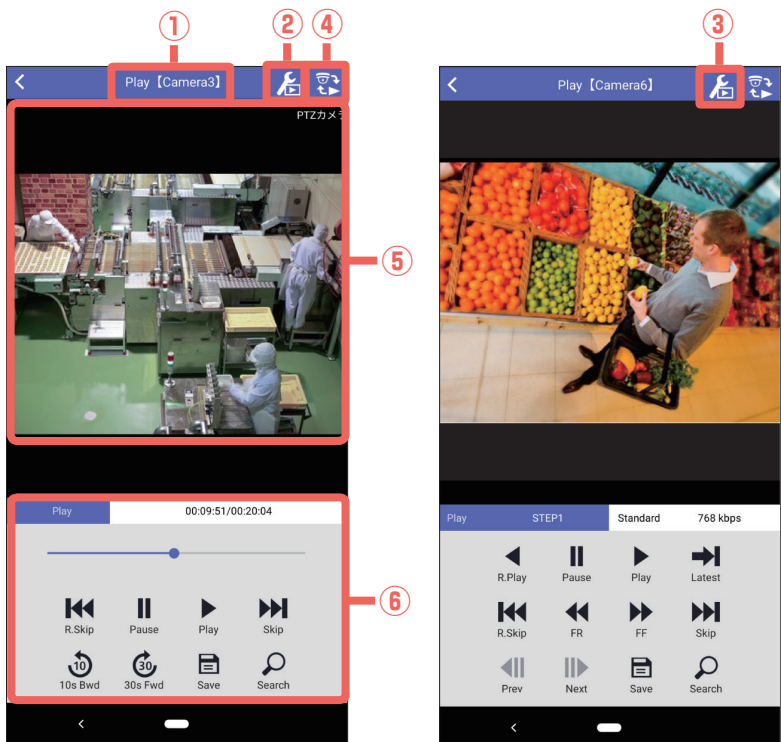 ① ② ④ ③
Play【Camera3】 Play【Camera6】
PTZカメラ
⑤
Play 00:09:51/00:20:04 Play STEP1 Standard 768 kbps
R.Play Pause Play Latest
R.Skip Pause Play Skip R.Skip FR FF Skip
⑥
10 30
10s Bwd 30s Fwd Save Search Prev Next Save Search